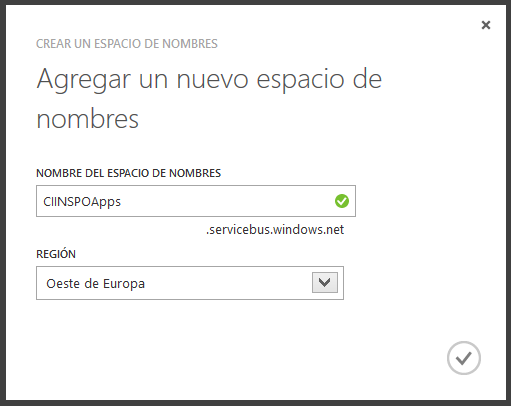 CREAR UN ESPACIO DE NOMBRES
Agregar un nuevo espacio de
nombres
NOMBRE DEL ESPACIO DE NOMBRES
CIINSPOApps
.servicebus.windows.net
REGIÓN
Oeste de Europa